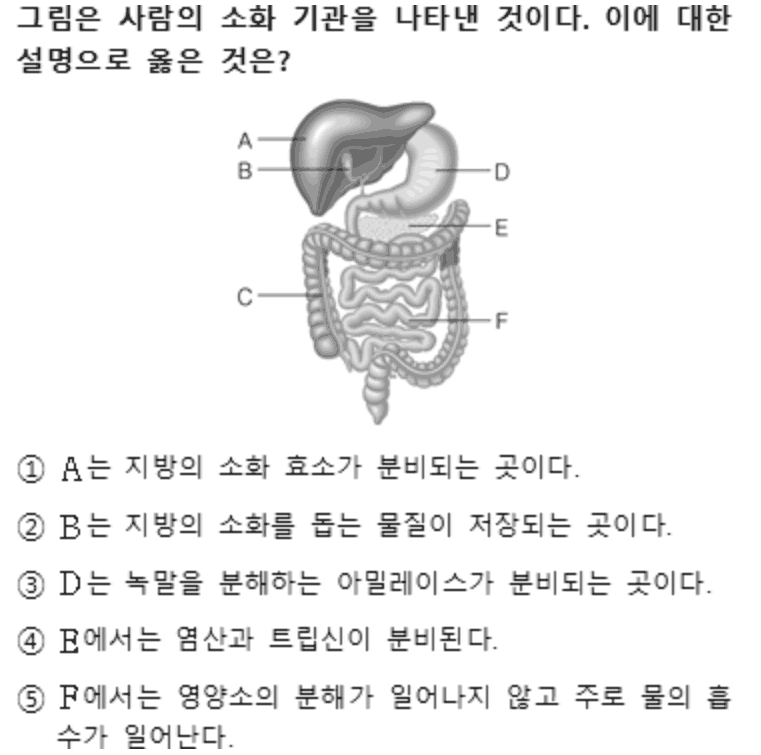 그림은 사람의 소화 기관을 나타낸 것이다. 이에 대한
설명으로 옳은 것은?
A
B
D
E
C
F
① A는 지방의 소화 효소가 분비되는 곳이다.
② B는 지방의 소화를 돕는 물질이 저장되는 곳이다.
③ D는 녹말을 분해하는 아밀레이스가 분비되는 곳이다.
④ E에서는 염산과 트립신이 분비된다.
⑤ F에서는 영양소의 분해가 일어나지 않고 주로 물의 흡
수가 일어난다.